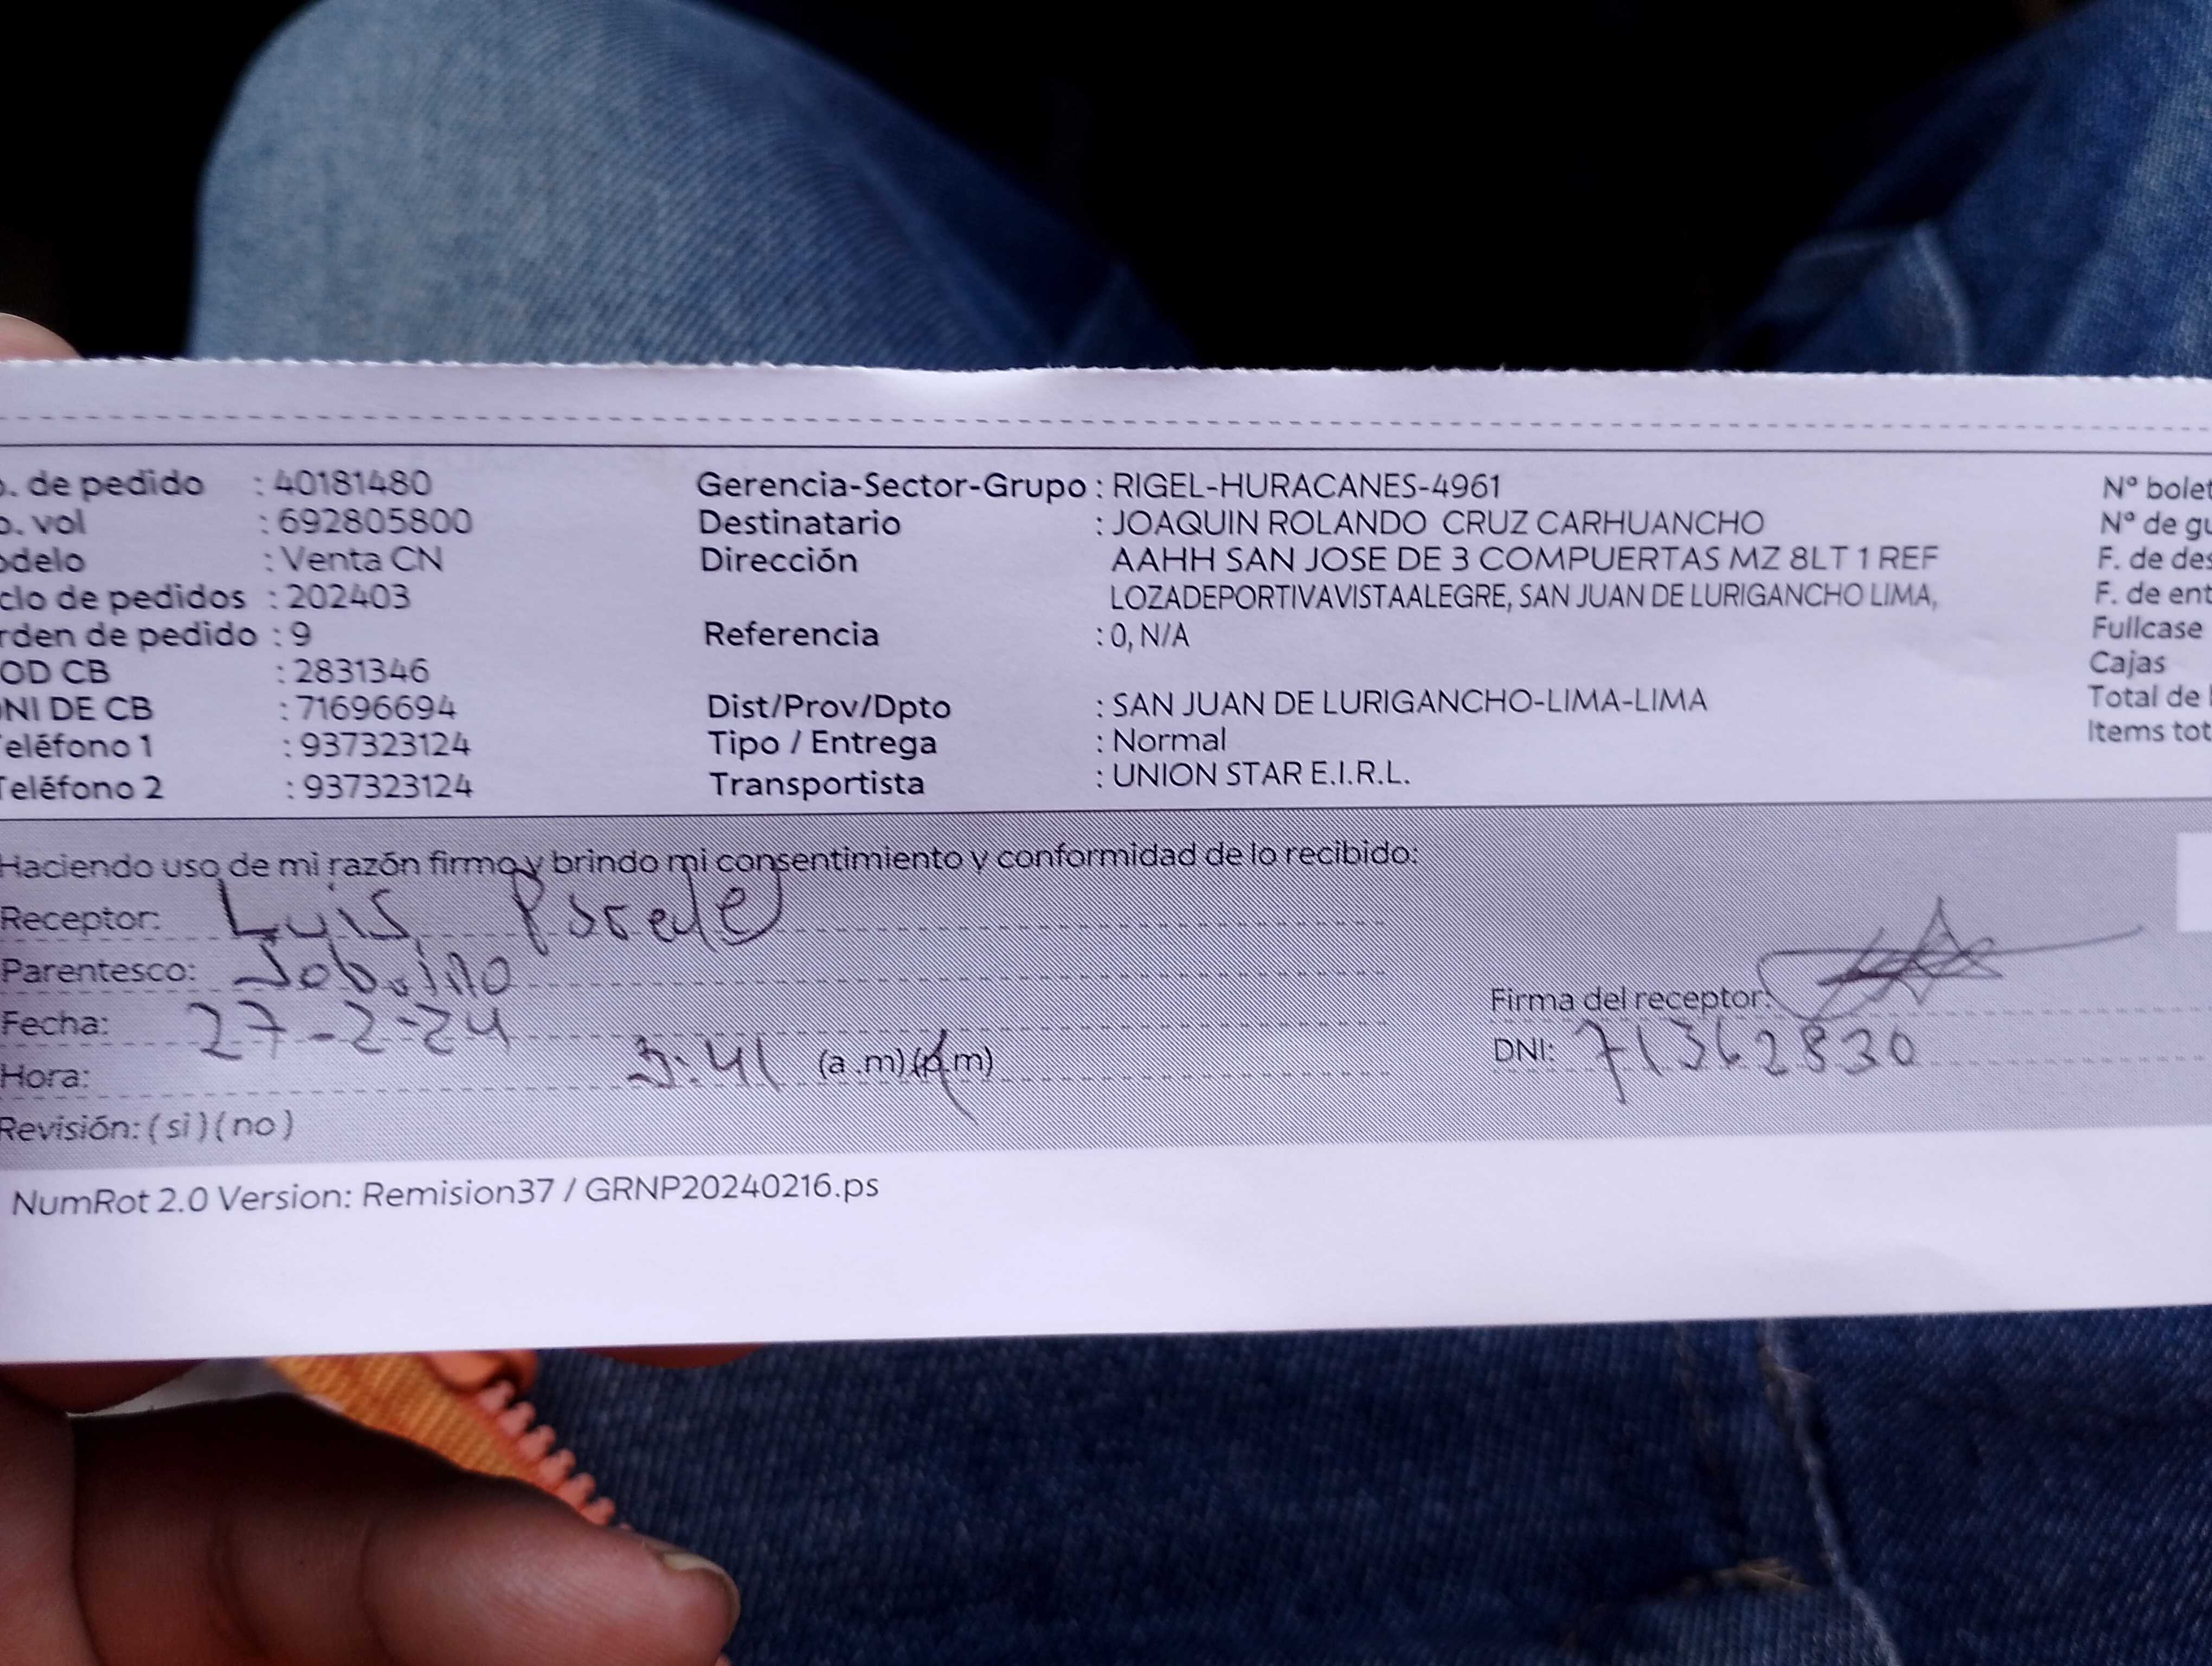 o. de pedido : 40181480
o. vol : 692805800
odelo : Venta CN
clo de pedidos : 202403
rden de pedido : 9
OD CB : 2831346
NI DE CB : 71696694
eléfono 1 : 937323124
Teléfono 2 : 937323124
Gerencia-Sector-Grupo : RIGEL-HURACANES-4961
Destinatario : JOAQUIN ROLANDO CRUZ CARHUANCHO
Dirección AAHH SAN JOSE DE 3 COMPUERTAS MZ 8LT 1 REF
LOZADEPORTIVAVISTAALEGRE, SAN JUAN DE LURIGANCHO LIMA,
Referencia : 0, N/A
Dist/Prov/Dpto : SAN JUAN DE LURIGANCHO-LIMA-LIMA
Tipo / Entrega : Normal
Transportista : UNION STAR E.I.R.L.
N° bolet
N° de gu
F. de des
F. de ent
Fullcase
Cajas
Total de
Items tot
Haciendo uso de mi razón firmo y brindo mi consentimiento y conformidad de lo recibido:
Receptor: Luis
Parentesco: Sobrino
Fecha: 27-2-24
Hora: 3:41 (a.m)(p.m)
Revisión: (si)(no)
Firma del receptor:
DNI: 71362830
NumRot 2.0 Version: Remision37 / GRNP20240216.ps